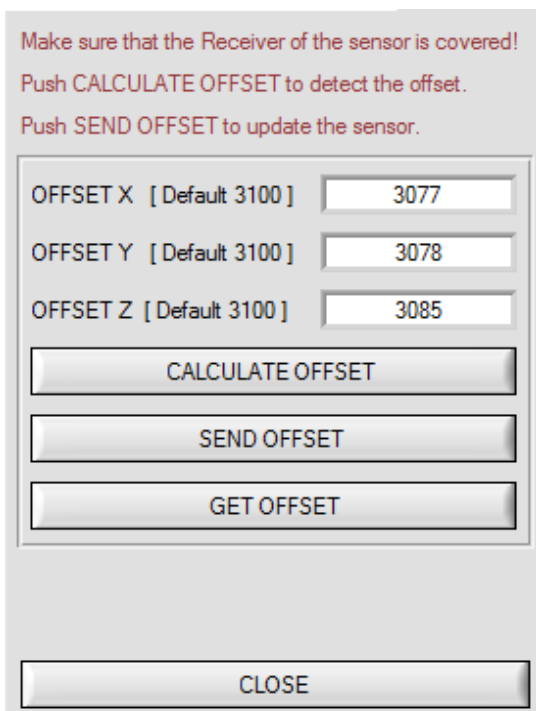 Make sure that the Receiver of the sensor is covered!
Push CALCULATE OFFSET to detect the offset.
Push SEND OFFSET to update the sensor.
OFFSET X [ Default 3100 ] 3077
OFFSET Y [ Default 3100 ] 3078
OFFSET Z [ Default 3100 ] 3085
CALCULATE OFFSET
SEND OFFSET
GET OFFSET
CLOSE